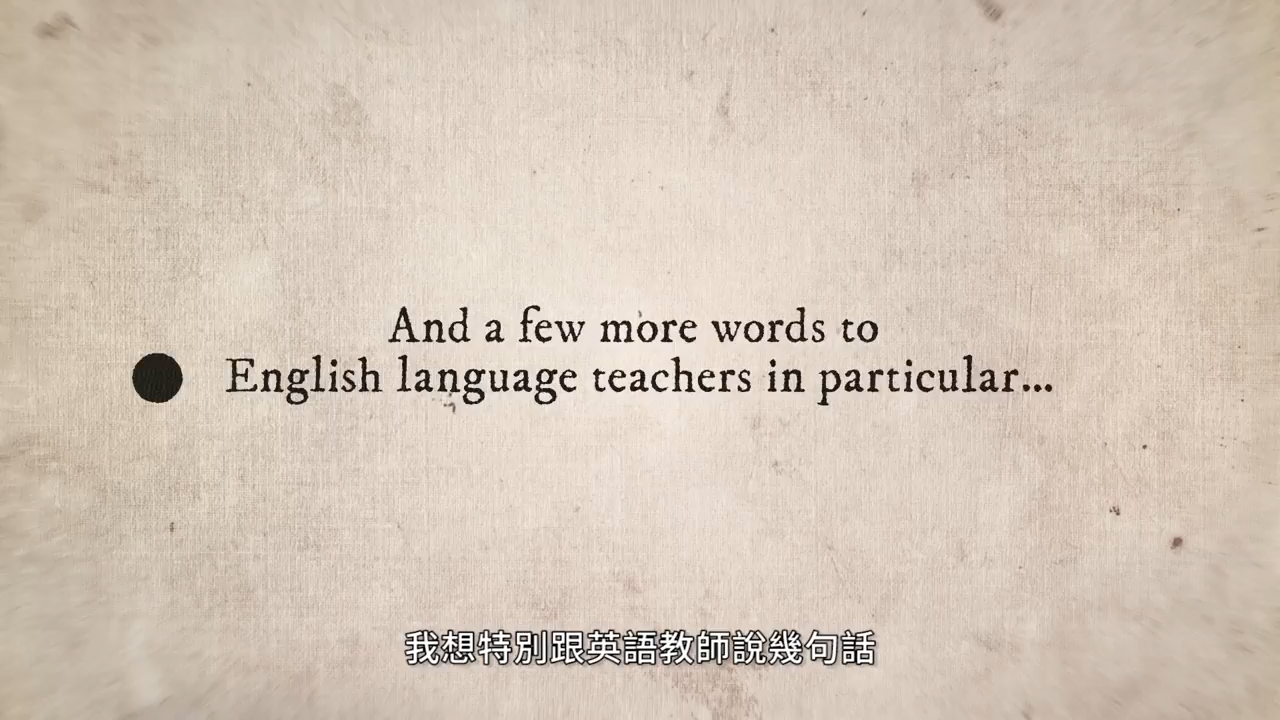 And a few more words to
English language teachers in particular...
我想特別跟英語教師說幾句話